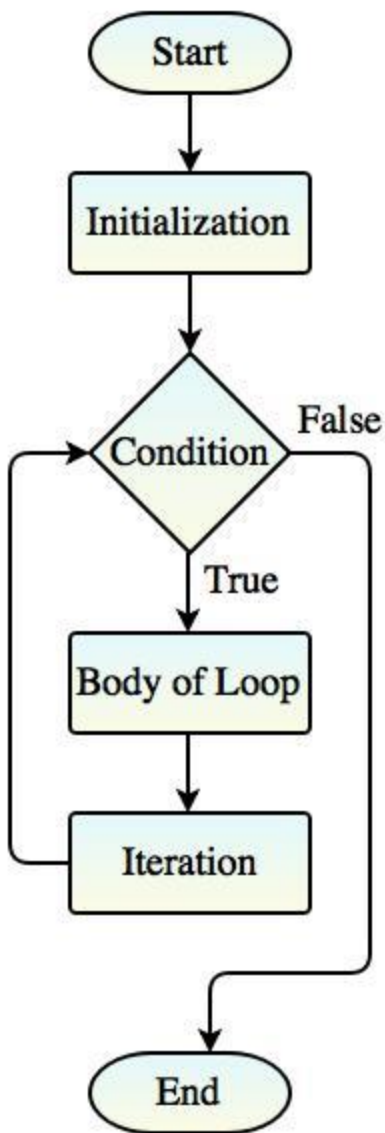 Start
Initialization
Condition
False
True
Body of Loop
Iteration
End